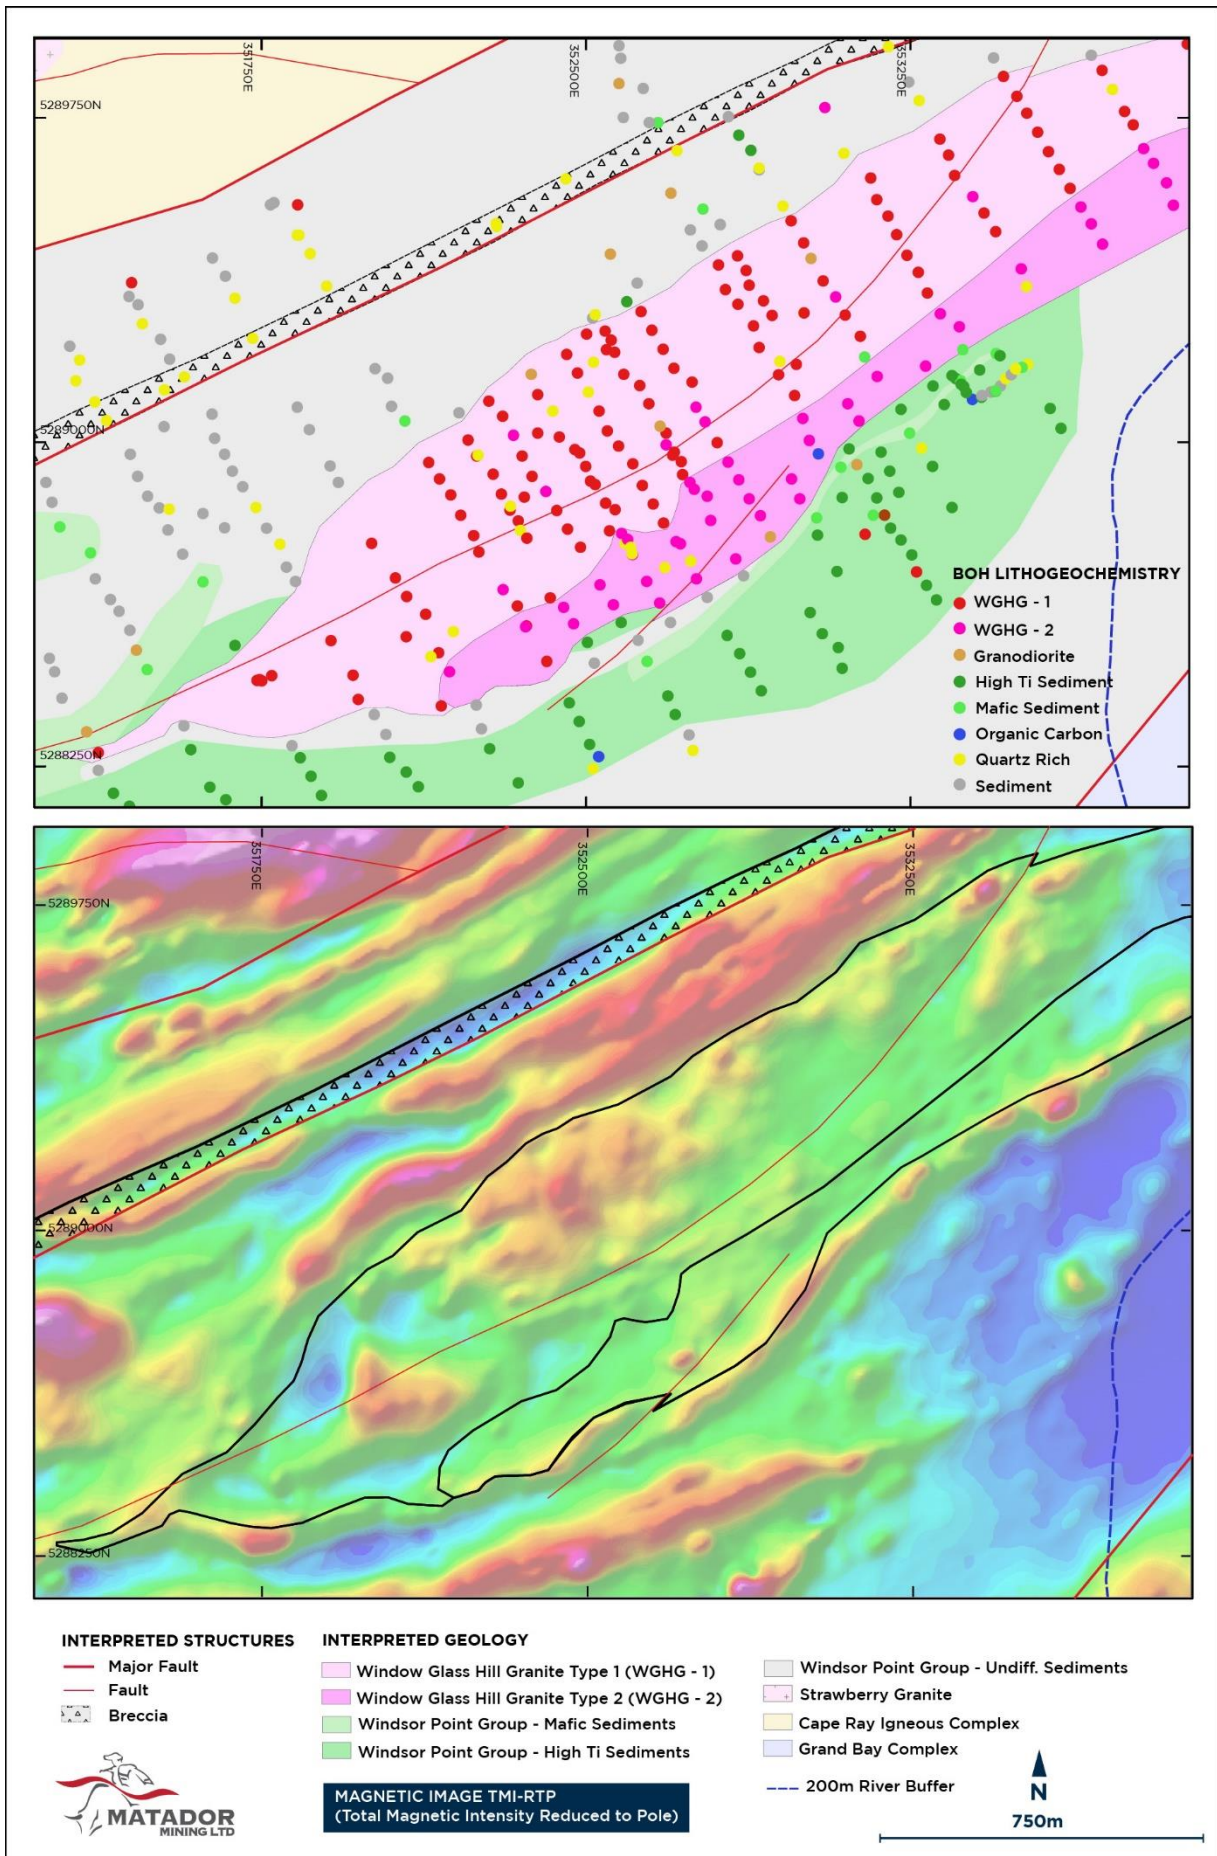 351750E
352500E
353250E
5289750N
5289000N
5288250N
BOH LITHOGEOCHEMISTRY
WGHG - 1
WGHG - 2
Granodiorite
High Ti Sediment
Mafic Sediment
Organic Carbon
Quartz Rich
Sediment
351750E
352500E
353250E
5289750N
5289000N
5288250N
INTERPRETED STRUCTURES
Major Fault
Fault
Breccia
INTERPRETED GEOLOGY
Window Glass Hill Granite Type 1 (WGHG - 1)
Window Glass Hill Granite Type 2 (WGHG - 2)
Windsor Point Group - Mafic Sediments
Windsor Point Group - High Ti Sediments
Windsor Point Group - Undiff. Sediments
Strawberry Granite
Cape Ray Igneous Complex
Grand Bay Complex
200m River Buffer
MATADOR
MINING LTD
MAGNETIC IMAGE TMI-RTP
(Total Magnetic Intensity Reduced to Pole)
N
750m